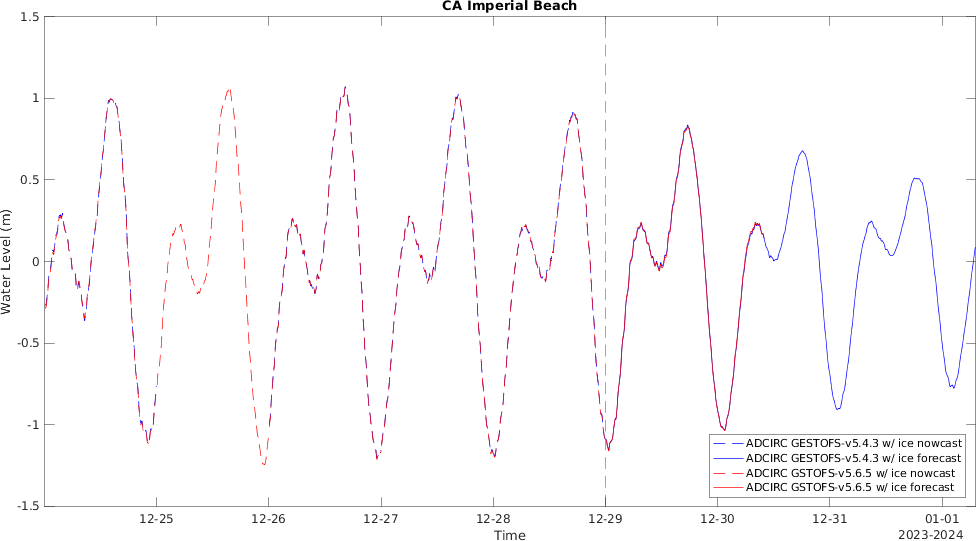 CA Imperial Beach
1.5
1
0.5
0
-0.5
-1
-1.5
Water Level (m)
12-25 12-26 12-27 12-28 12-29 12-30 12-31 01-01
Time
2023-2024
ADCIRC GESTOFS-v5.4.3 w/ ice nowcast
ADCIRC GESTOFS-v5.4.3 w/ ice forecast
ADCIRC GSTOFS-v5.6.5 w/ ice nowcast
ADCIRC GSTOFS-v5.6.5 w/ ice forecast